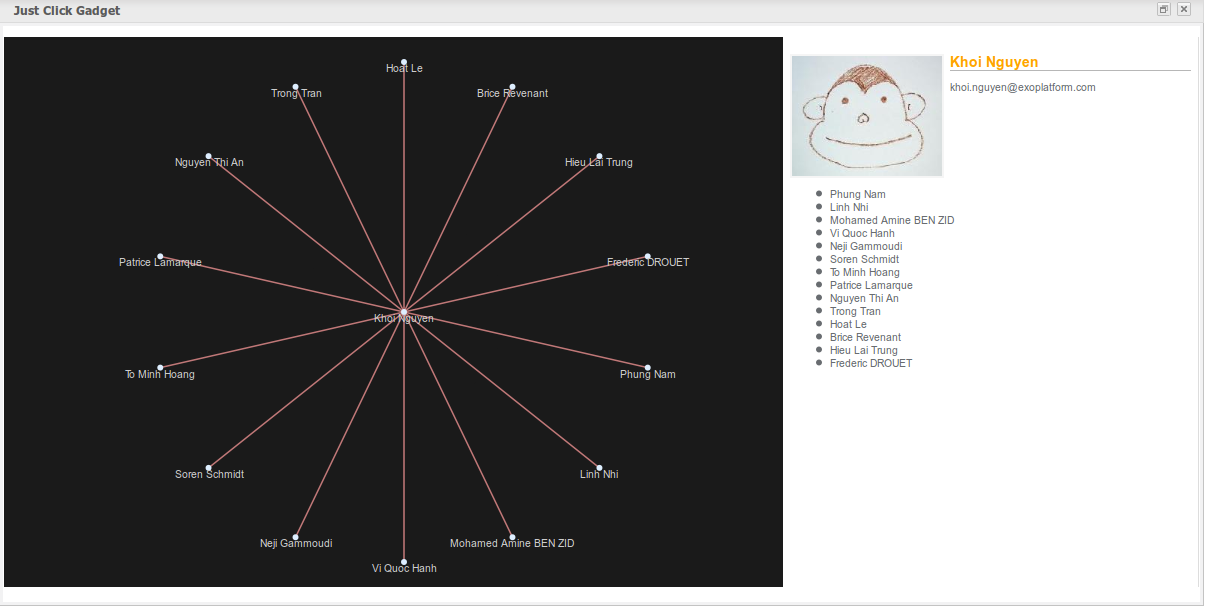 Just Click Gadget
Hoat Le
Trong Tran
Brice Revenant
Nguyen Thi An
Hieu Lai Trung
Patrice Lamarque
Frederic DROUET
Khoi Nguyen
To Minh Hoang
Phung Nam
Soren Schmidt
Linh Nhi
Neji Gammoudi
Mohamed Amine BEN ZID
Vi Quoc Hanh
Khoi Nguyen
khoi.nguyen@exoplatform.com
Phung Nam
Linh Nhi
Mohamed Amine BEN ZID
Vi Quoc Hanh
Neji Gammoudi
Soren Schmidt
To Minh Hoang
Patrice Lamarque
Nguyen Thi An
Trong Tran
Hoat Le
Brice Revenant
Hieu Lai Trung
Frederic DROUET